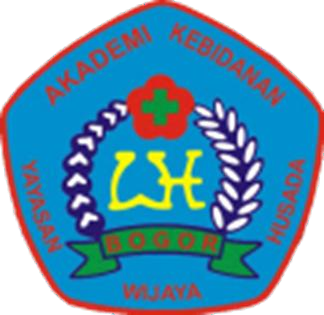 AKADEMI KEBIDANAN
WH
BOGOR
YAYASAN WIJAYA HUSADA